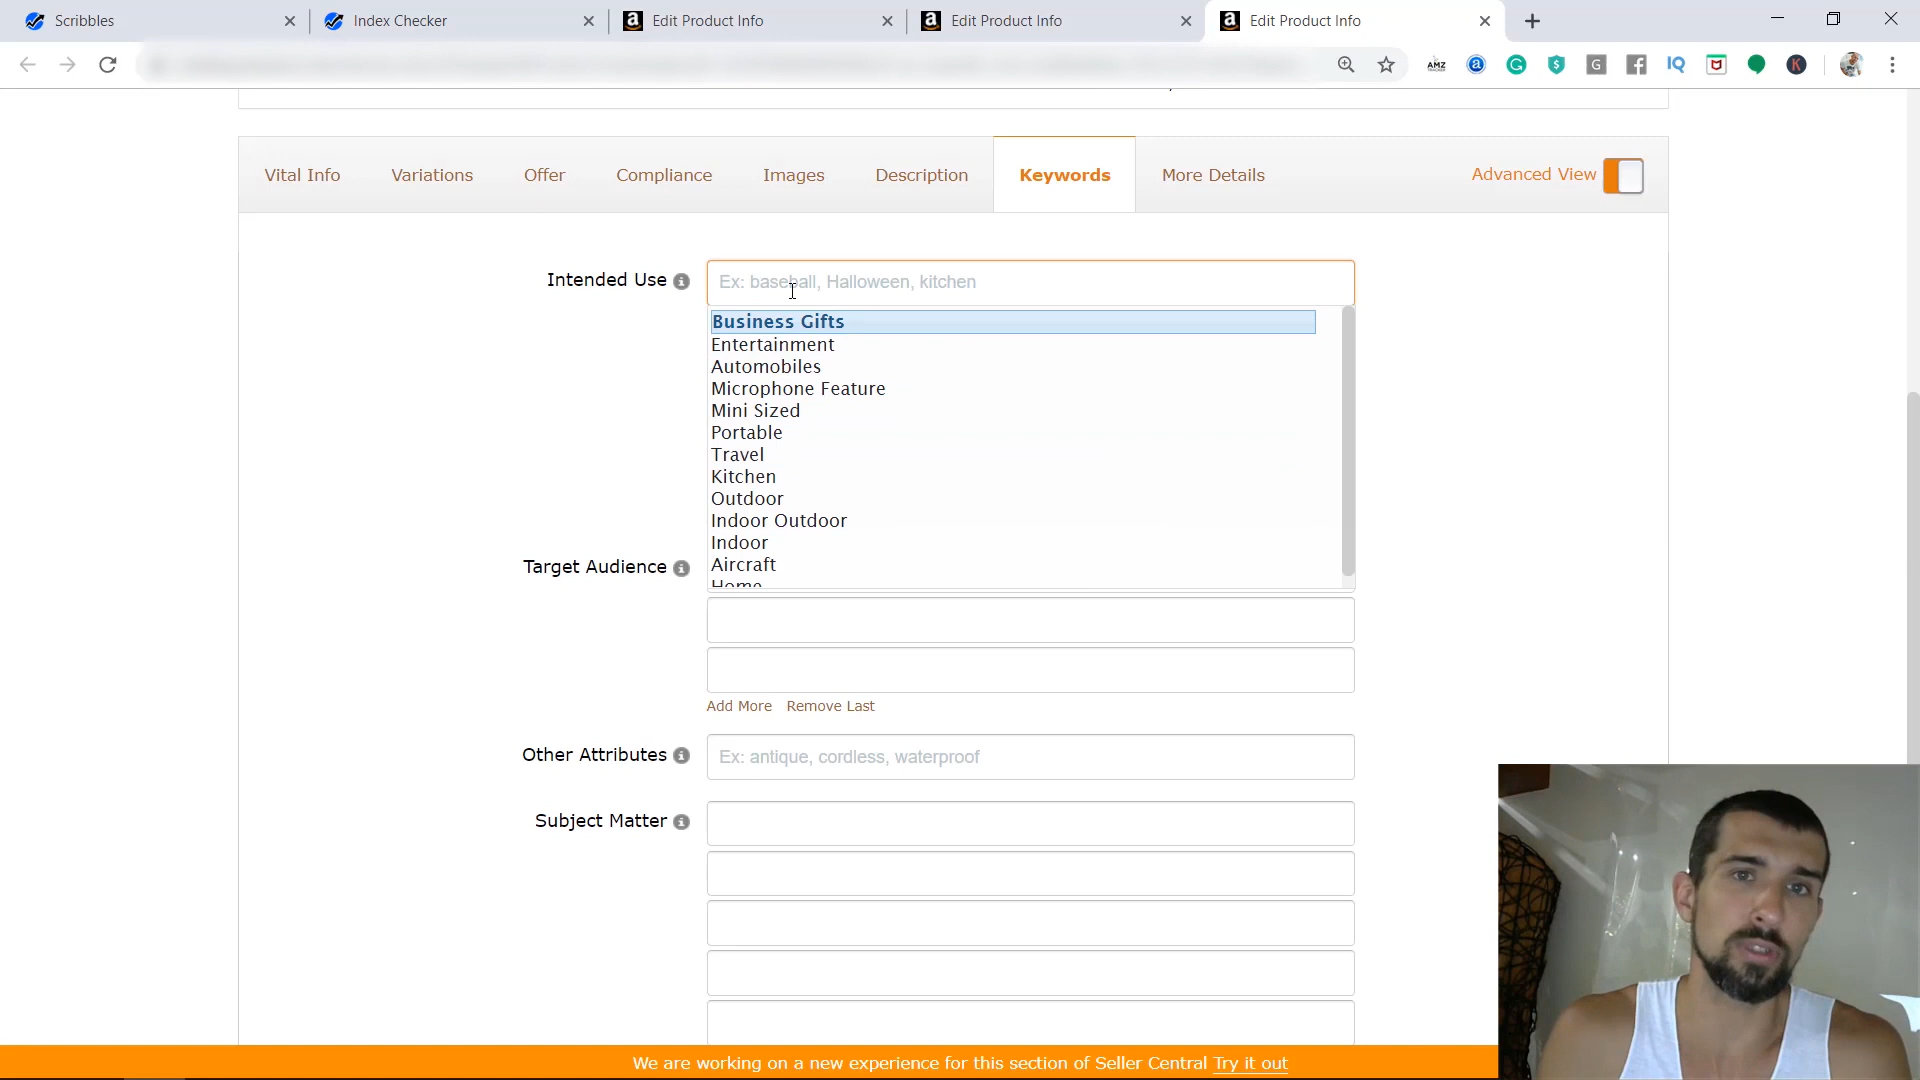 Scribbles
Index Checker
Edit Product Info
Edit Product Info
Edit Product Info
Vital Info
Variations
Offer
Compliance
Images
Description
Keywords
More Details
Advanced View
Intended Use
Ex: baseball, Halloween, kitchen
Business Gifts
Entertainment
Automobiles
Microphone Feature
Mini Sized
Portable
Travel
Kitchen
Outdoor
Indoor Outdoor
Indoor
Aircraft
Home
Target Audience
Add More Remove Last
Other Attributes
Ex: antique, cordless, waterproof
Subject Matter
We are working on a new experience for this section of Seller Central Try it out